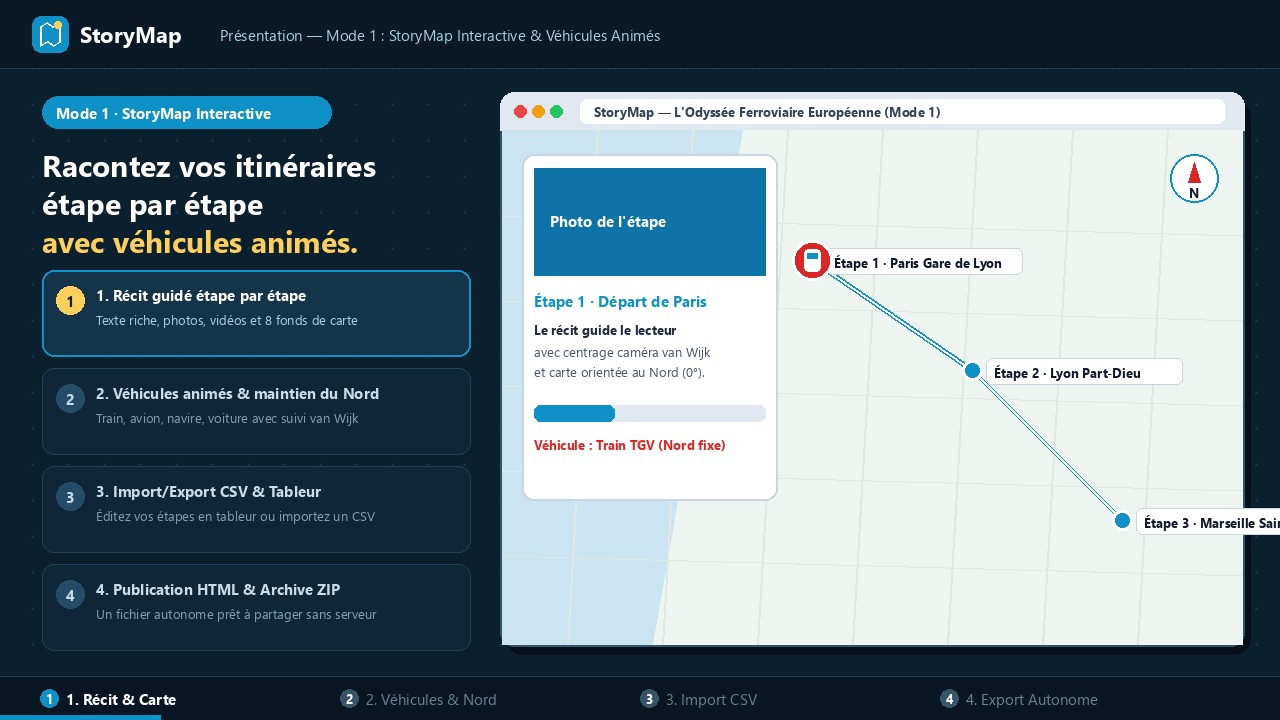 StoryMap
Présentation — Mode 1 : StoryMap Interactive & Véhicules Animés
Mode 1 · StoryMap Interactive
Racontez vos itinéraires
étape par étape
avec véhicules animés.
1
1. Récit guidé étape par étape
Texte riche, photos, vidéos et 8 fonds de carte
2
2. Véhicules animés & maintien du Nord
Train, avion, navire, voiture avec suivi van Wijk
3
3. Import/Export CSV & Tableur
Éditez vos étapes en tableur ou importez un CSV
4
4. Publication HTML & Archive ZIP
Un fichier autonome prêt à partager sans serveur
StoryMap — L'Odyssée Ferroviaire Européenne (Mode 1)
Photo de l'étape
Étape 1 · Départ de Paris
Le récit guide le lecteur
avec centrage caméra van Wijk
et carte orientée au Nord (0°).
Véhicule : Train TGV (Nord fixe)
N
Étape 1 · Paris Gare de Lyon
Étape 2 · Lyon Part-Dieu
Étape 3 · Marseille Sai
1 1. Récit & Carte
2 2. Véhicules & Nord
3 3. Import CSV
4 4. Export Autonome